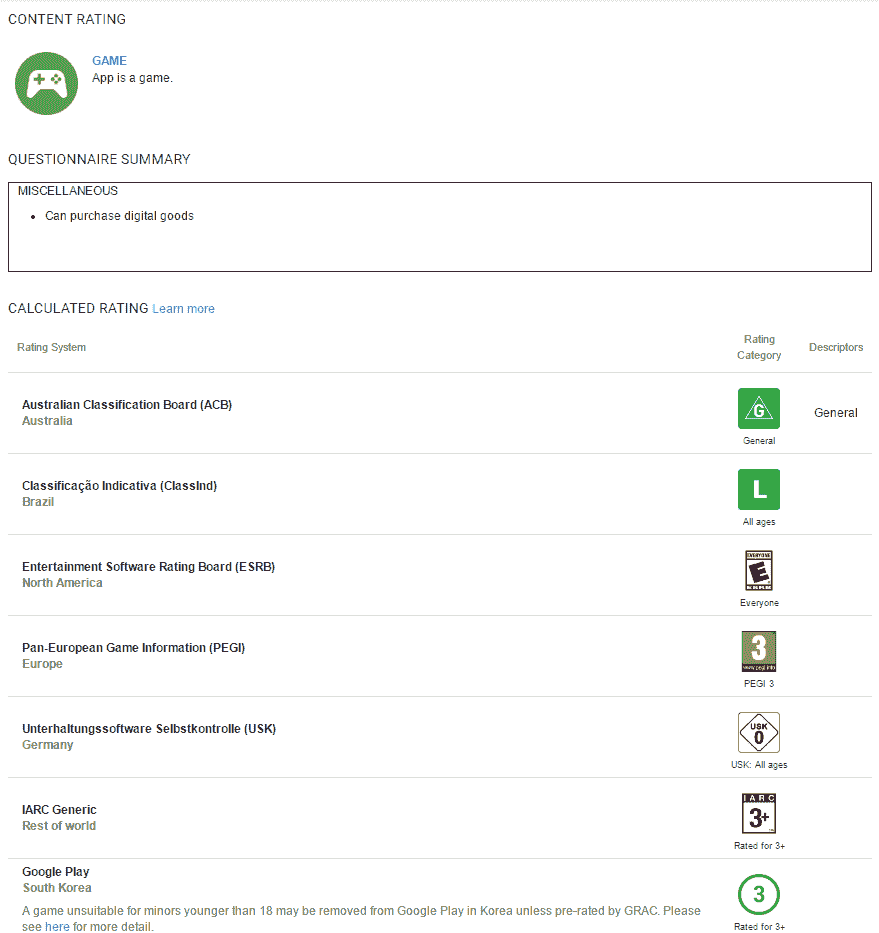 CONTENT RATING
GAME
App is a game.
QUESTIONNAIRE SUMMARY
MISCELLANEOUS
• Can purchase digital goods
CALCULATED RATING Learn more
Rating System
Rating
Category
Descriptors
Australian Classification Board (ACB)
Australia
G
General
General
Classificação Indicativa (ClassInd)
Brazil
L
All ages
Entertainment Software Rating Board (ESRB)
North America
EVERYONE
E
Everyone
Pan-European Game Information (PEGI)
Europe
3
www.pegi.info
PEGI 3
Unterhaltungssoftware Selbstkontrolle (USK)
Germany
USK
0
USK: All ages
IARC Generic
Rest of world
IARC
3+
Rated for 3+
Google Play
South Korea
A game unsuitable for minors younger than 18 may be removed from Google Play in Korea unless pre-rated by GRAC. Please
see here for more detail.
3
Rated for 3+